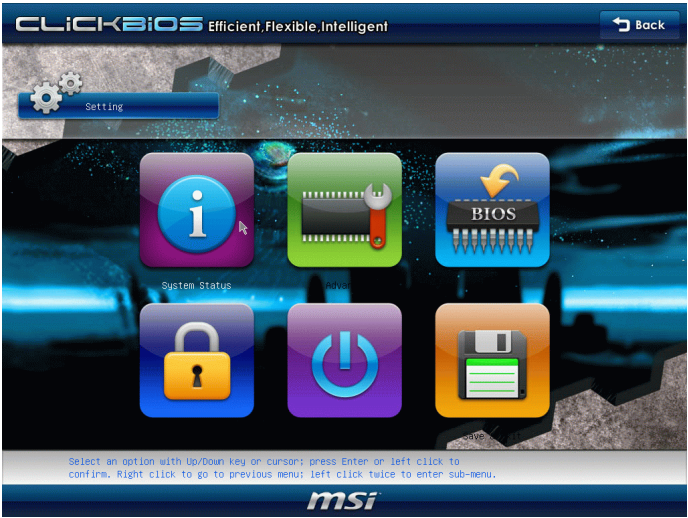 CLiCKBiOS Efficient,Flexible,Intelligent
Back
Setting
BIOS
System Status
Select an option with Up/Down key or cursor; press Enter or left click to
confirm. Right click to go to previous menu; left click twice to enter sub-menu.
msi